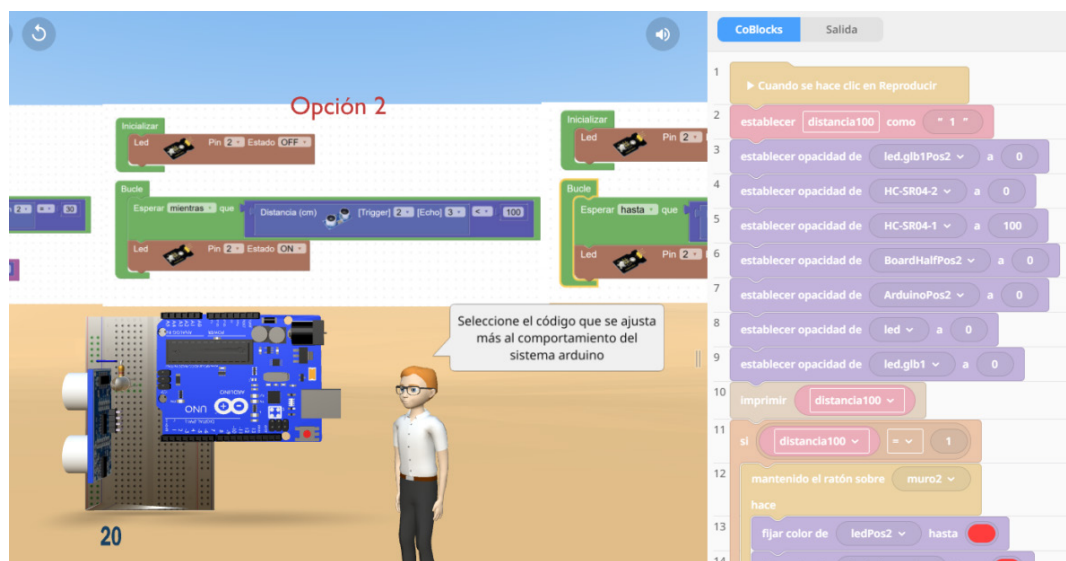 CoBlocks Salida
Opción 2
Inicializar
Led Pin 2 Estado OFF
Bucle
Esperar mientras que Distancia (cm) [Trigger] 2 [Echo] 3 < 100
Led Pin 2 Estado ON
Inicializar
Led Pin 2
Bucle
Esperar hasta que
Led Pin 2
2 = 30
Seleccione el código que se ajusta
más al comportamiento del
sistema arduino
ARDUINO
UNO
20
1 Cuando se hace clic en Reproducir
2 establecer distancia100 como " 1 "
3 establecer opacidad de led.glb1Pos2 a 0
4 establecer opacidad de HC-SR04-2 a 0
5 establecer opacidad de HC-SR04-1 a 100
6 establecer opacidad de BoardHalfPos2 a 0
7 establecer opacidad de ArduinoPos2 a 0
8 establecer opacidad de led a 0
9 establecer opacidad de led.glb1 a 0
10 imprimir distancia100
11 si distancia100 = 1
12 mantenido el ratón sobre muro2
hace
13 fijar color de ledPos2 hasta
14